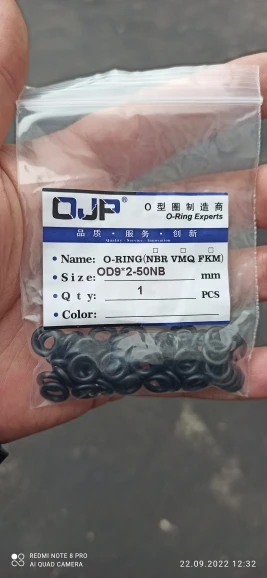 OJP®
O 型 圈 制 造 商
O-Ring Experts
品质 · 服务 · 创新
Quality · Service · Innovation
• Name: O-RING(NBR VMQ FKM)
• Size: OD9*2-50NB mm
• Qty: 1 PCS
• Color:
REDMI NOTE 8 PRO
AI QUAD CAMERA
22.09.2022 12:32